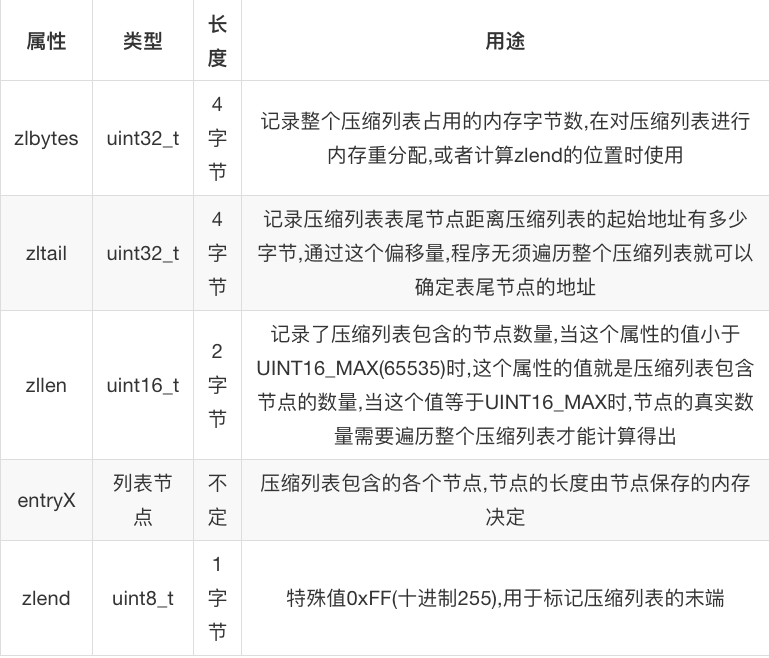 属性 类型 长度 用途
zlbytes uint32_t 4字节 记录整个压缩列表占用的内存字节数,在对压缩列表进行
内存重分配,或者计算zlend的位置时使用
zltail uint32_t 4字节 记录压缩列表表尾节点距离压缩列表的起始地址有多少
字节,通过这个偏移量,程序无须遍历整个压缩列表就可以
确定表尾节点的地址
zllen uint16_t 2字节 记录了压缩列表包含的节点数量,当这个属性的值小于
UINT16_MAX(65535)时,这个属性的值就是压缩列表包含
节点的数量,当这个值等于UINT16_MAX时,节点的真实数
量需要遍历整个压缩列表才能计算得出
entryX 列表节点 不定 压缩列表包含的各个节点,节点的长度由节点保存的内存
决定
zlend uint8_t 1字节 特殊值0xFF(十进制255),用于标记压缩列表的末端